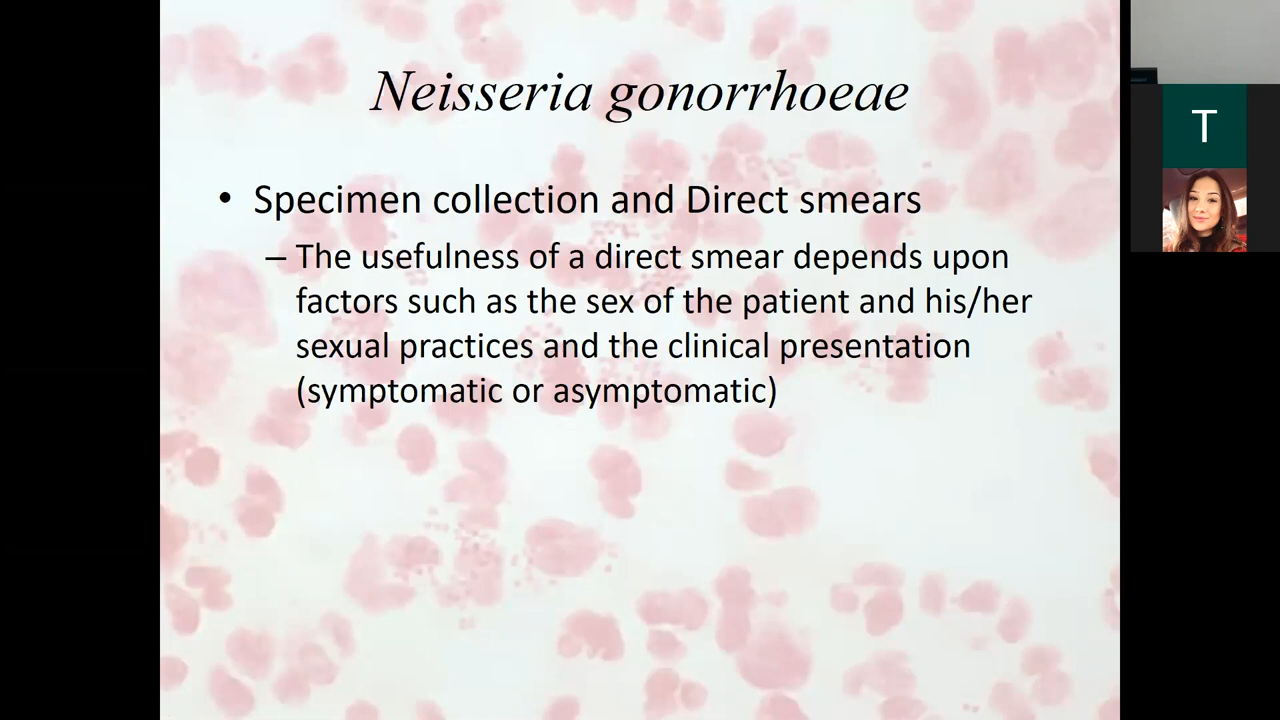 Neisseria gonorrhoeae
• Specimen collection and Direct smears
– The usefulness of a direct smear depends upon
factors such as the sex of the patient and his/her
sexual practices and the clinical presentation
(symptomatic or asymptomatic)
T